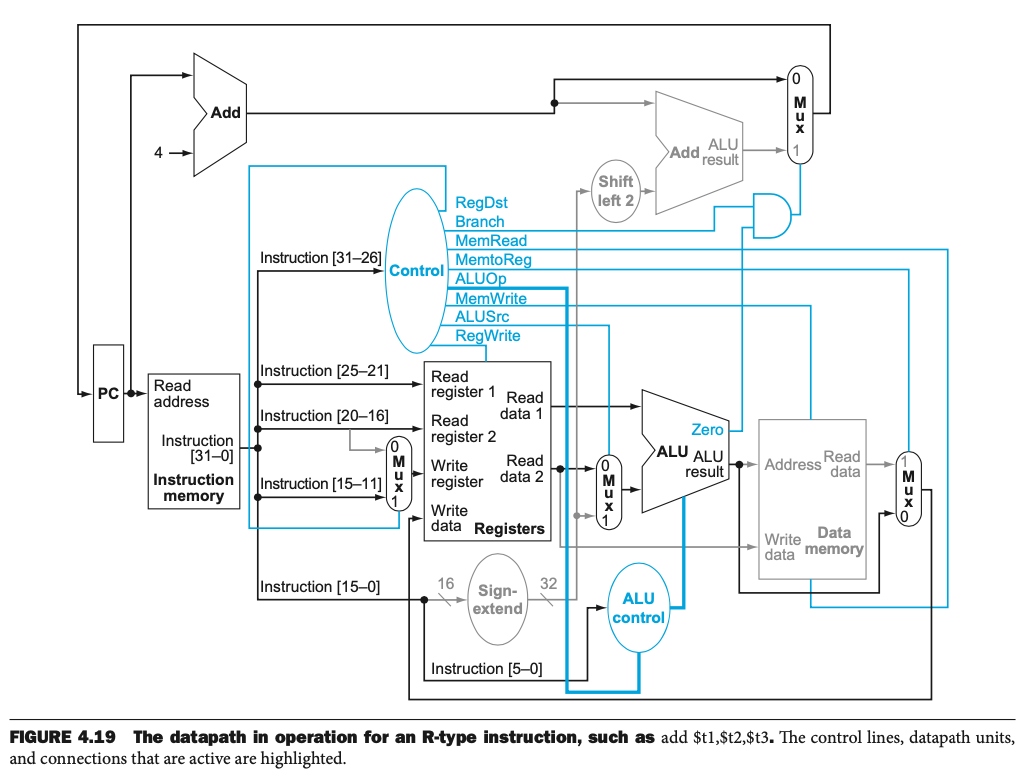 Add
4
Add ALU
result
0
M
u
x
1
Shift
left 2
RegDst
Branch
MemRead
MemtoReg
ALUOp
MemWrite
ALUSrc
RegWrite
Control
Instruction [31–26]
Instruction [25–21]
Instruction [20–16]
Instruction [15–11]
Instruction [15–0]
Instruction [5–0]
PC
Read
address
Instruction
[31–0]
Instruction
memory
0
M
u
x
1
Read
register 1
Read
register 2
Write
register
Write
data
Read
data 1
Read
data 2
Registers
0
M
u
x
1
Zero
ALU ALU
result
Address
Read
data
Write
data
Data
memory
1
M
u
x
0
16
Sign-
extend
32
ALU
control
FIGURE 4.19 The datapath in operation for an R-type instruction, such as add $t1,$t2,$t3. The control lines, datapath units,
and connections that are active are highlighted.